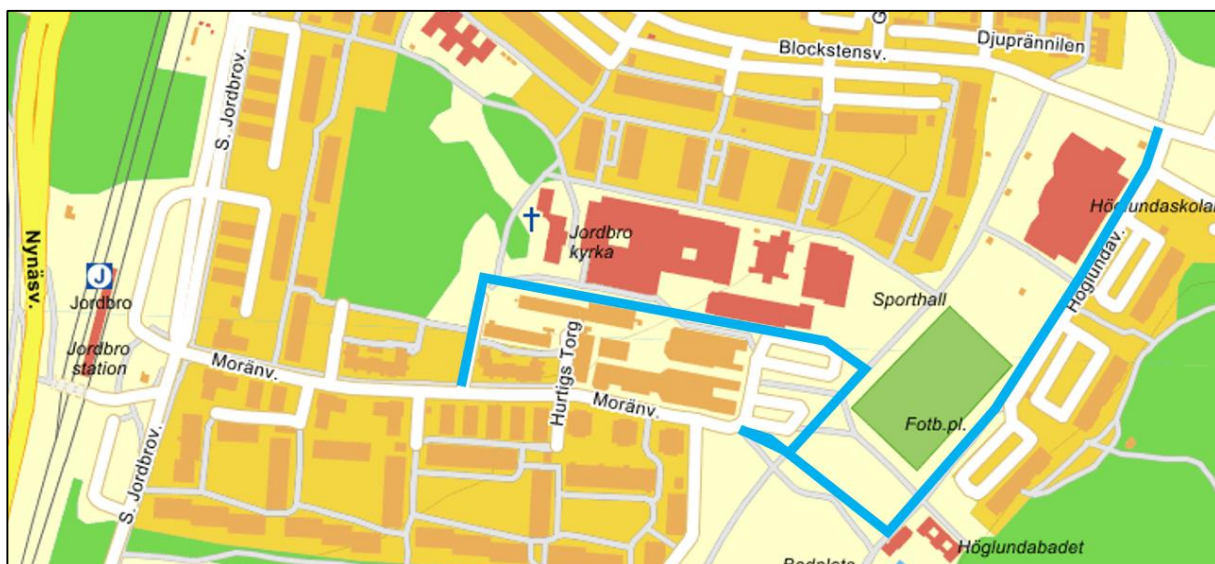 Blockstensv.
Djuprännilen
S. Jordbrov.
Nynäsv.
J
Jordbro
Jordbro
station
Jordbro
kyrka
Höglundaskolan
Höglundav.
Sporthall
Moränv.
Hurtigs Torg
Moränv.
Fotb.pl.
S. Jordbrov.
Höglundabadet